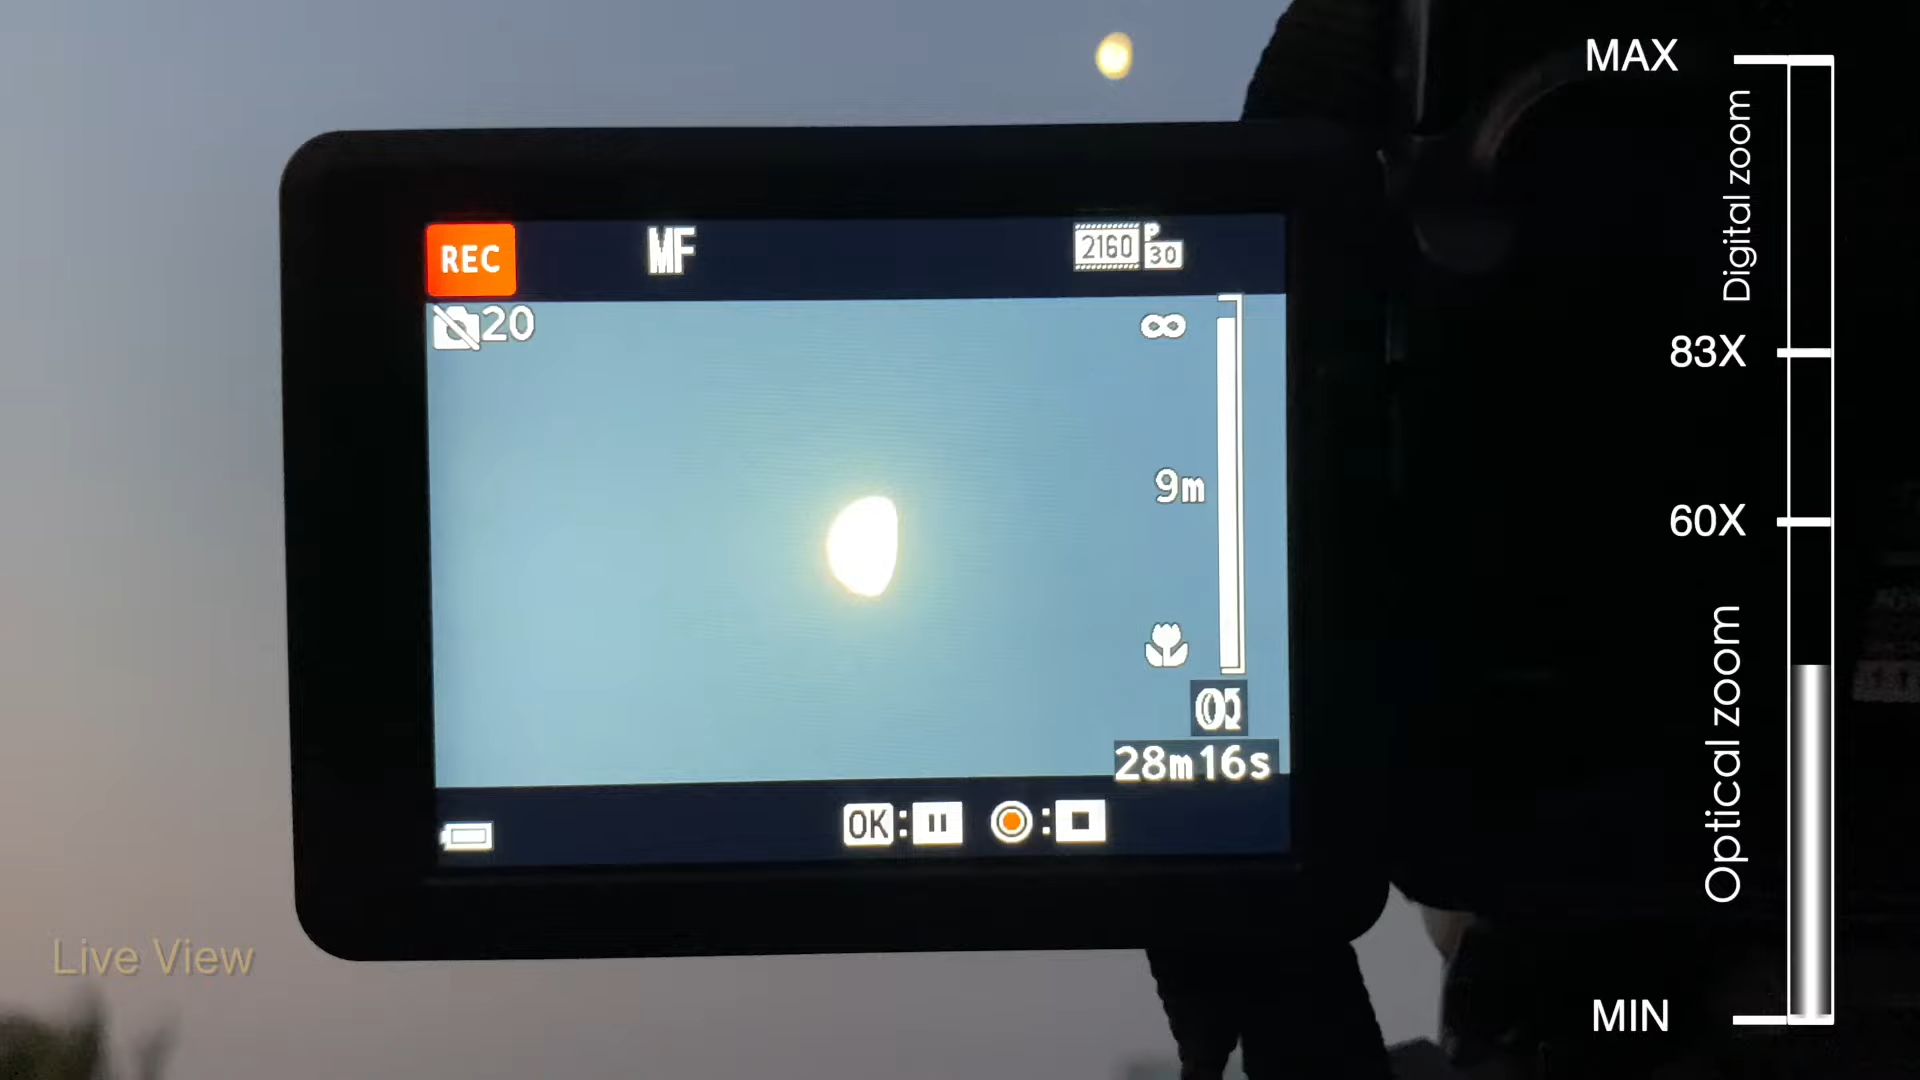 MAX
Digital zoom
REC
MF
2160 P 30
20
∞
83X
9m
60X
Optical zoom
28m16s
OK:
:
Live View
MIN